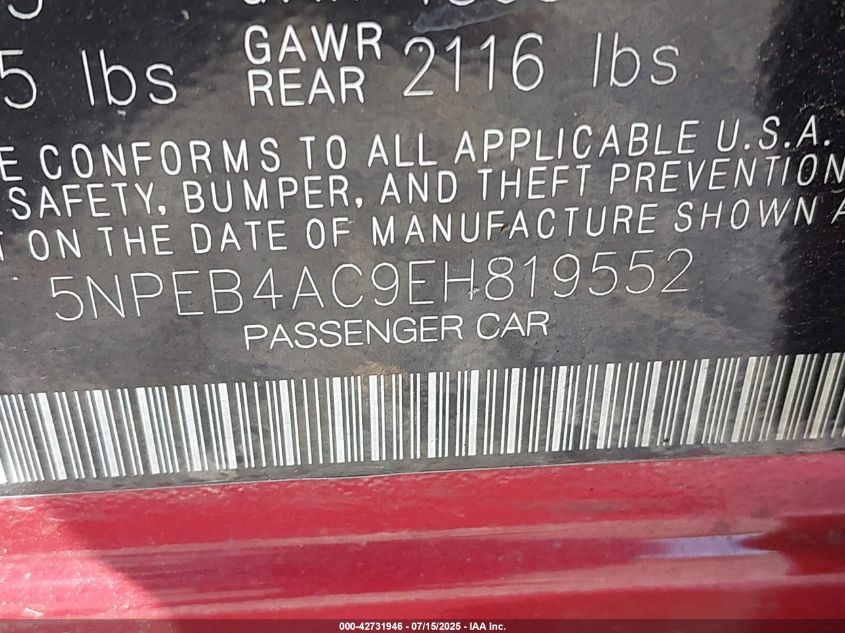 5 lbs GAWR REAR 2116 lbs
E CONFORMS TO ALL APPLICABLE U.S.A.
SAFETY, BUMPER, AND THEFT PREVENTION
T ON THE DATE OF MANUFACTURE SHOWN A
5NPEB4AC9EH819552
PASSENGER CAR
000-42731946 - 07/15/2025 - IAA Inc.